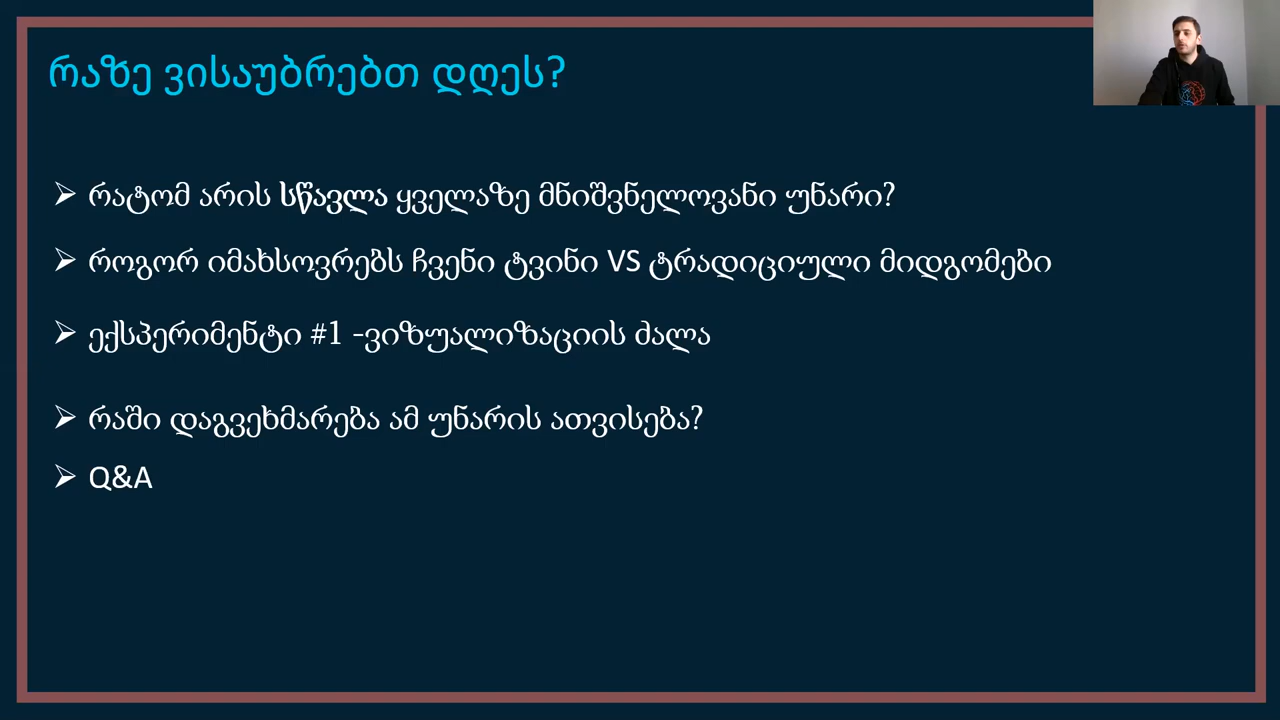 რაზე ვისაუბრებთ დღეს?
➢ რატომ არის სწავლა ყველაზე მნიშვნელოვანი უნარი?
➢ როგორ იმახსოვრებს ჩვენი ტვინი VS ტრადიციული მიდგომები
➢ ექსპერიმენტი #1 -ვიზუალიზაციის ძალა
➢ რაში დაგვეხმარება ამ უნარის ათვისება?
➢ Q&A